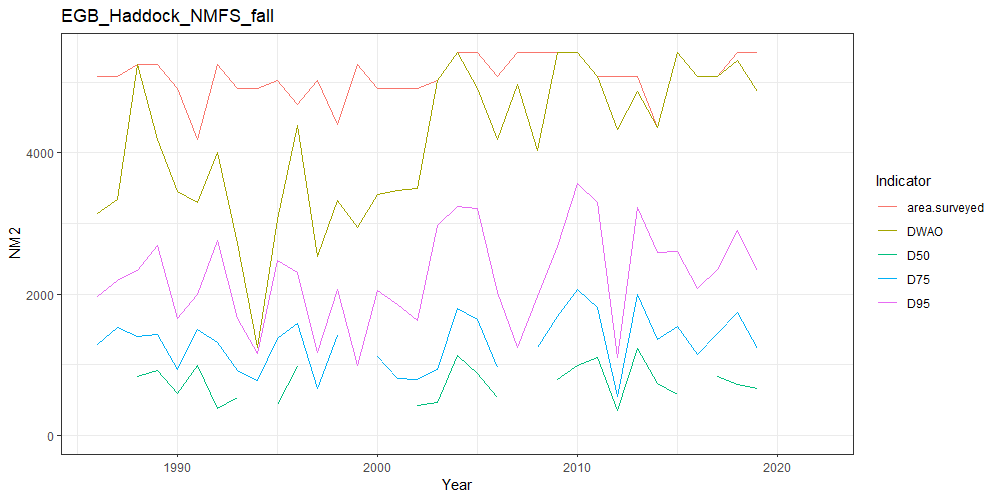 EGB_Haddock_NMFS_fall
NM2
4000
2000
0
1990
2000
2010
2020
Year
Indicator
area.surveyed
DWAO
D50
D75
D95